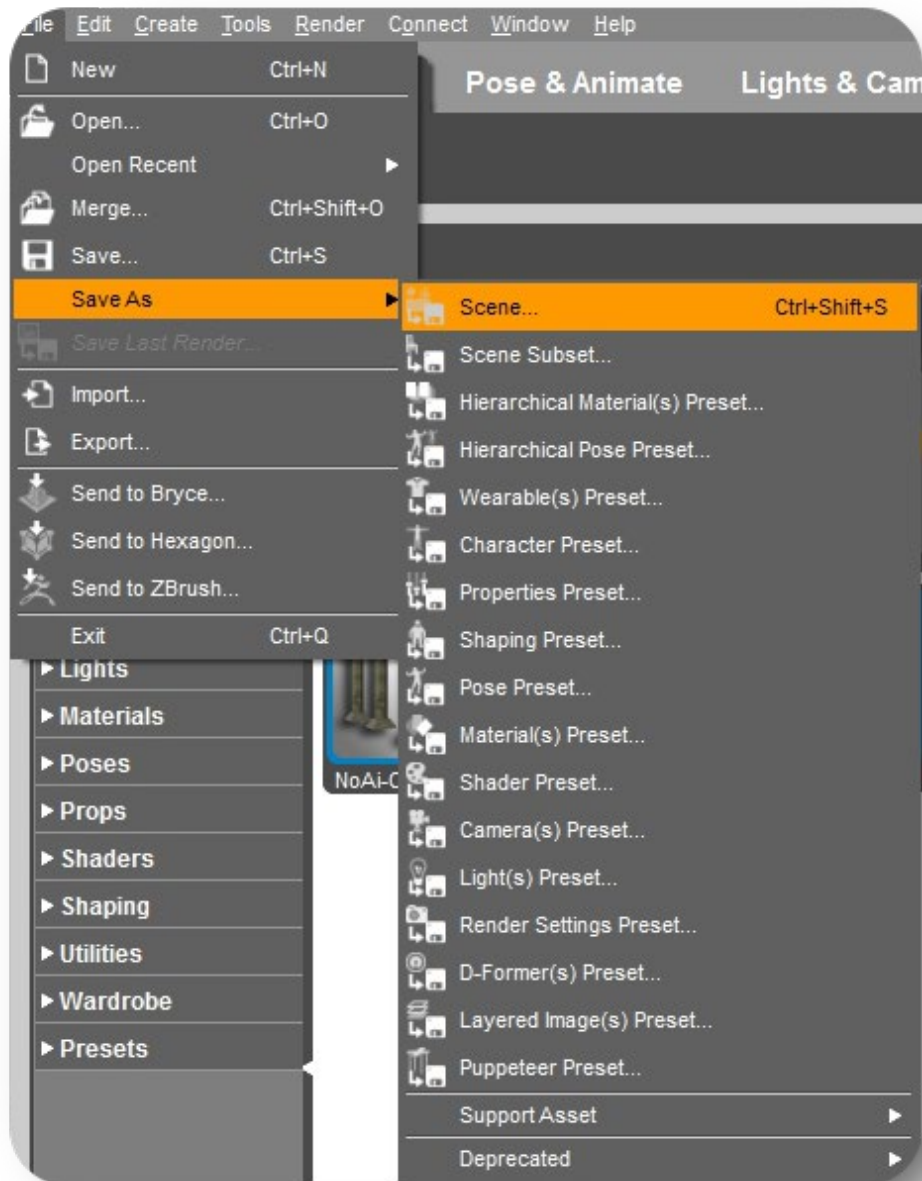 File Edit Create Tools Render Connect Window Help
New Ctrl+N
Pose & Animate Lights & Cam
Open... Ctrl+O
Open Recent
Merge... Ctrl+Shift+O
Save... Ctrl+S
Save As
Scene... Ctrl+Shift+S
Save Last Render...
Scene Subset...
Import...
Hierarchical Material(s) Preset...
Export...
Hierarchical Pose Preset...
Send to Bryce...
Wearable(s) Preset...
Send to Hexagon...
Character Preset...
Send to ZBrush...
Properties Preset...
Exit Ctrl+Q
Shaping Preset...
Lights
Pose Preset...
Materials
Material(s) Preset...
Poses
NoAi-C
Shader Preset...
Props
Camera(s) Preset...
Shaders
Light(s) Preset...
Shaping
Render Settings Preset...
Utilities
D-Former(s) Preset...
Wardrobe
Layered Image(s) Preset...
Presets
Puppeteer Preset...
Support Asset
Deprecated